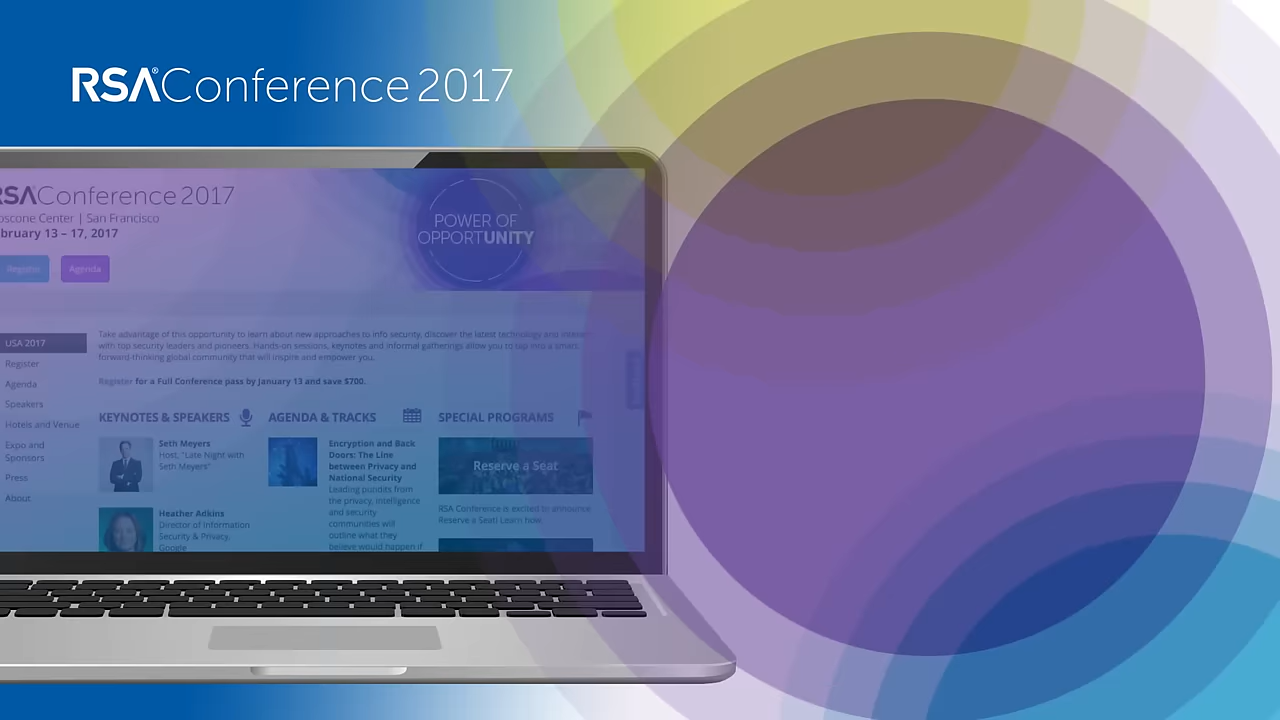 RSA®Conference 2017
RSA Conference 2017
oscone Center | San Francisco
bruary 13 – 17, 2017
POWER OF
OPPORTUNITY
Register
Agenda
Take advantage of this opportunity to learn about new approaches to info security, discover the latest technology and
with top security leaders and pioneers. Hands-on sessions, keynotes and informal gatherings allow you to tap into a smart,
forward-thinking global community that will inspire and empower you.
Register for a Full Conference pass by January 13 and save $700.
USA 2017
Register
Agenda
Speakers
Hotels and Venue
Expo and
Sponsors
Press
About
KEYNOTES & SPEAKERS
Seth Meyers
Host, "Late Night with
Seth Meyers"
Heather Adkins
Director of Information
Security & Privacy,
Google
AGENDA & TRACKS
Encryption and Back
Doors: The Line
between Privacy and
National Security
Leading pundits from
the privacy, intelligence
and security
communities will
outline what they
believe would happen if
SPECIAL PROGRAMS
Reserve a Seat
RSA Conference is excited to announce
Reserve a Seat! Learn how.